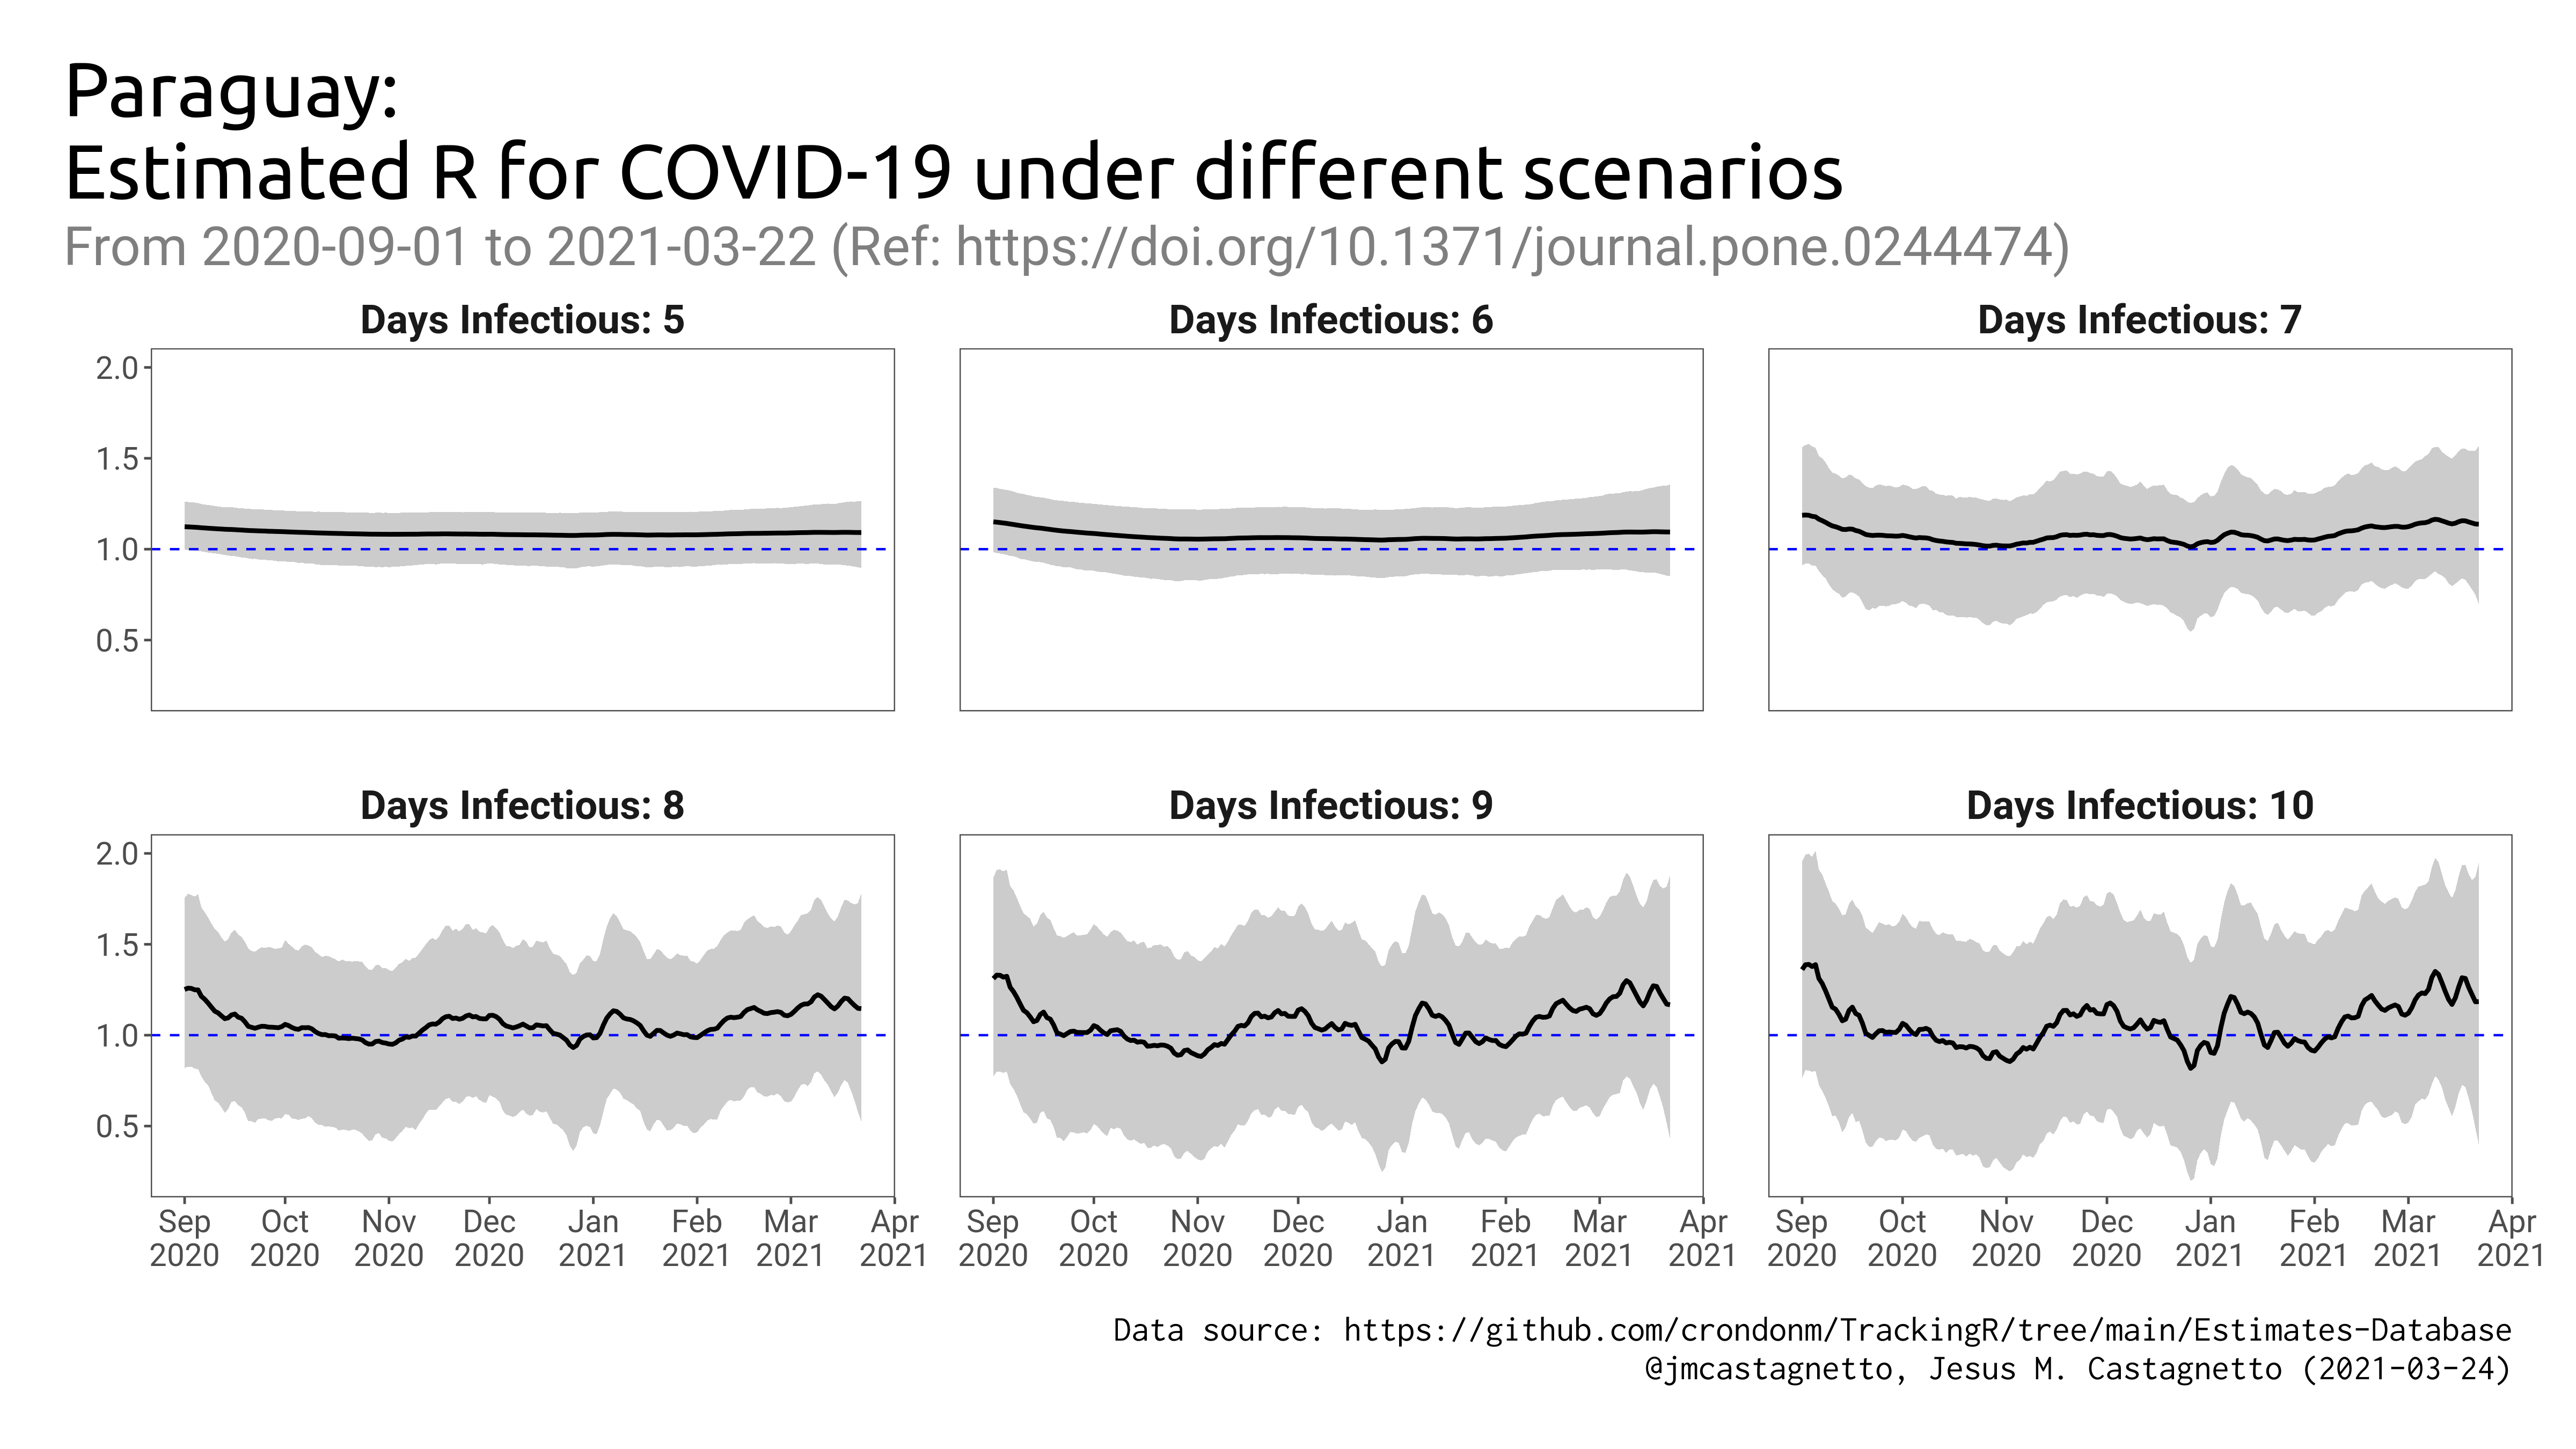 Paraguay:
Estimated R for COVID-19 under different scenarios
From 2020-09-01 to 2021-03-22 (Ref: https://doi.org/10.1371/journal.pone.0244474)
Days Infectious: 5
Days Infectious: 6
Days Infectious: 7
2.0
1.5
1.0
0.5
Days Infectious: 8
Days Infectious: 9
Days Infectious: 10
2.0
1.5
1.0
0.5
Sep Oct Nov Dec Jan Feb Mar Apr
2020 2020 2020 2020 2021 2021 2021 2021
Sep Oct Nov Dec Jan Feb Mar Apr
2020 2020 2020 2020 2021 2021 2021 2021
Sep Oct Nov Dec Jan Feb Mar Apr
2020 2020 2020 2020 2021 2021 2021 2021
Data source: https://github.com/crondonm/TrackingR/tree/main/Estimates-Database
@jmcastagnetto, Jesus M. Castagnetto (2021-03-24)